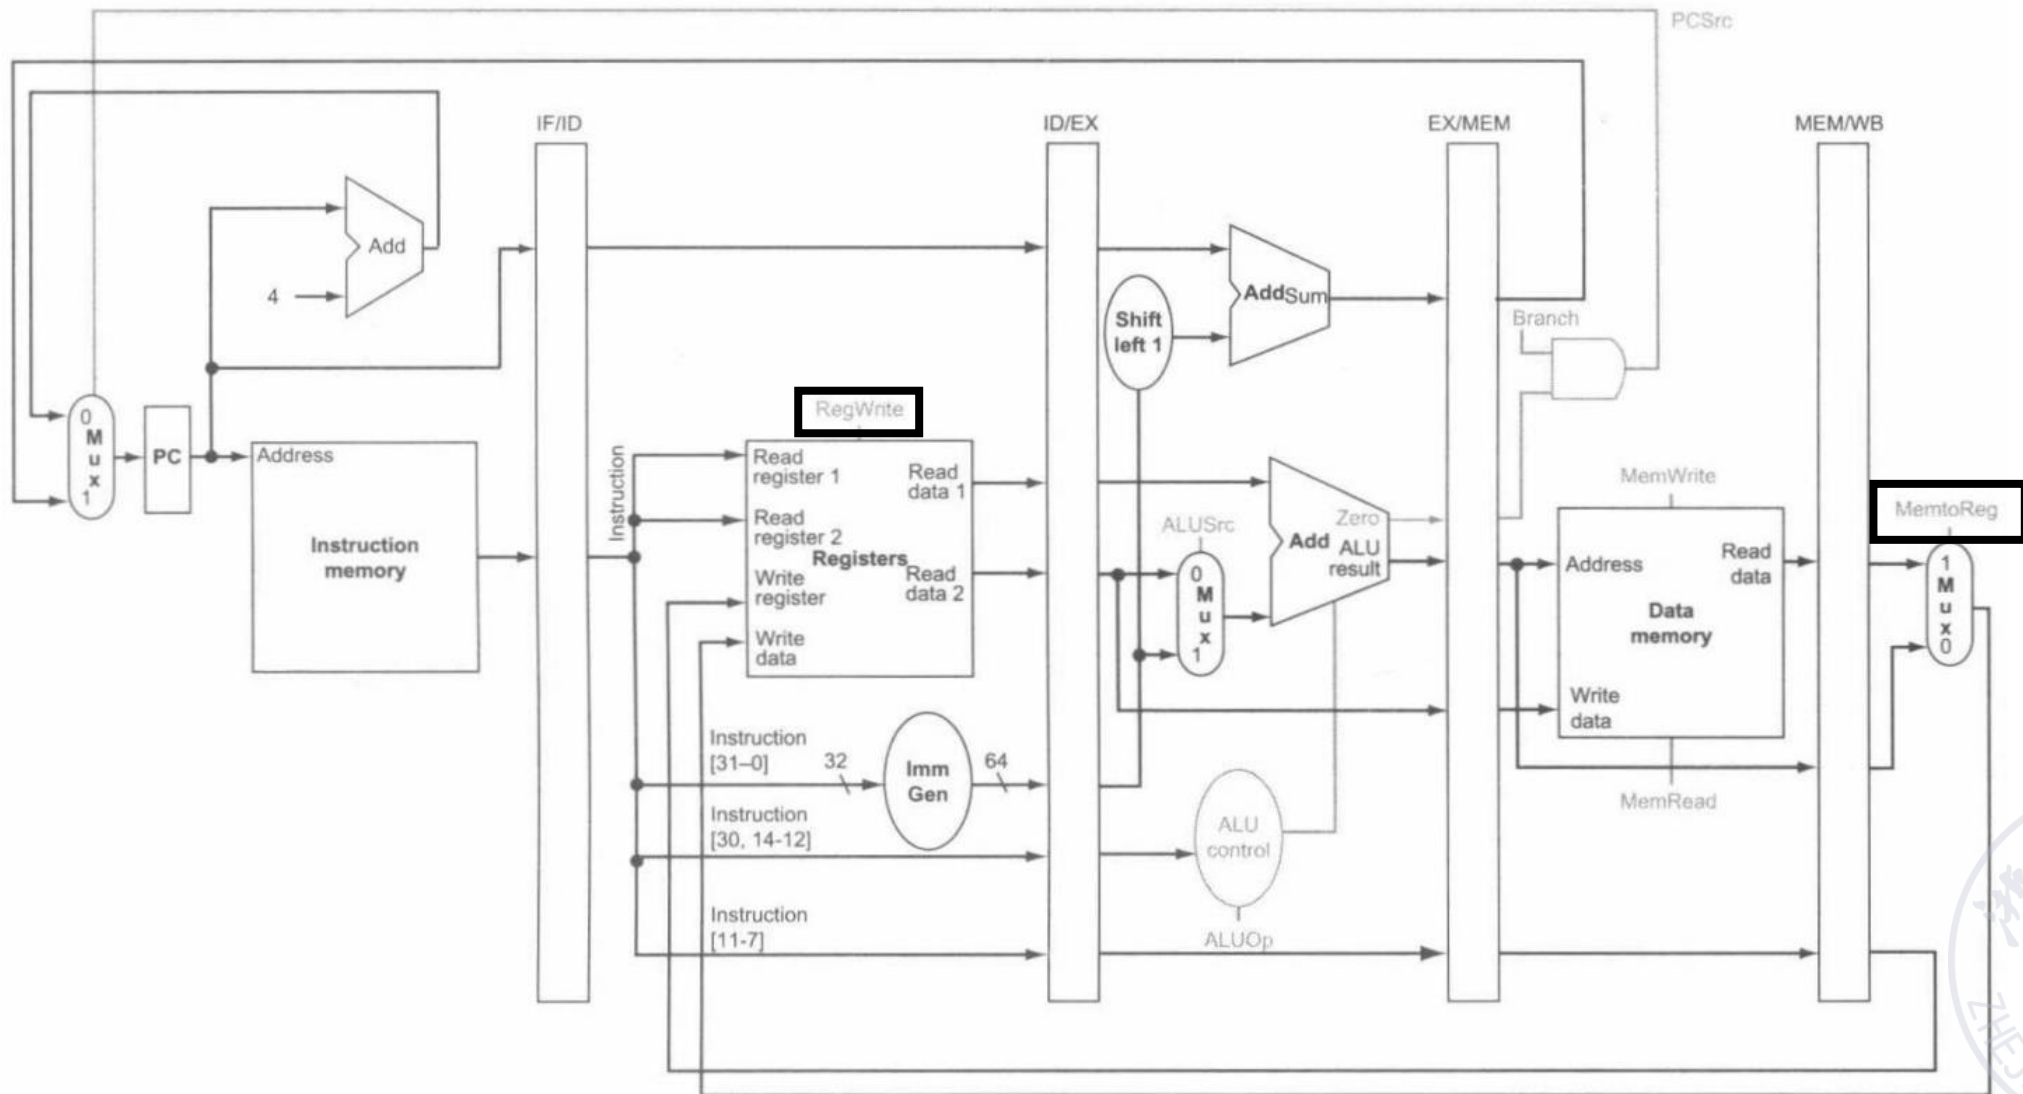 PCSrc
IF/ID
ID/EX
EX/MEM
MEM/WB
Add
4
Add Sum
Shift
left 1
Branch
RegWrite
0
M
u
x
1
PC
Address
Instruction
memory
Instruction
Read
register 1
Read
data 1
Read
register 2
Registers
Read
data 2
Write
register
Write
data
ALUSrc
0
M
u
x
1
Zero
Add
ALU
result
MemWrite
Address
Read
data
Data
memory
Write
data
MemRead
MemtoReg
1
M
u
x
0
Instruction
[31–0]
32
Imm
Gen
64
Instruction
[30, 14-12]
ALU
control
Instruction
[11-7]
ALUOp